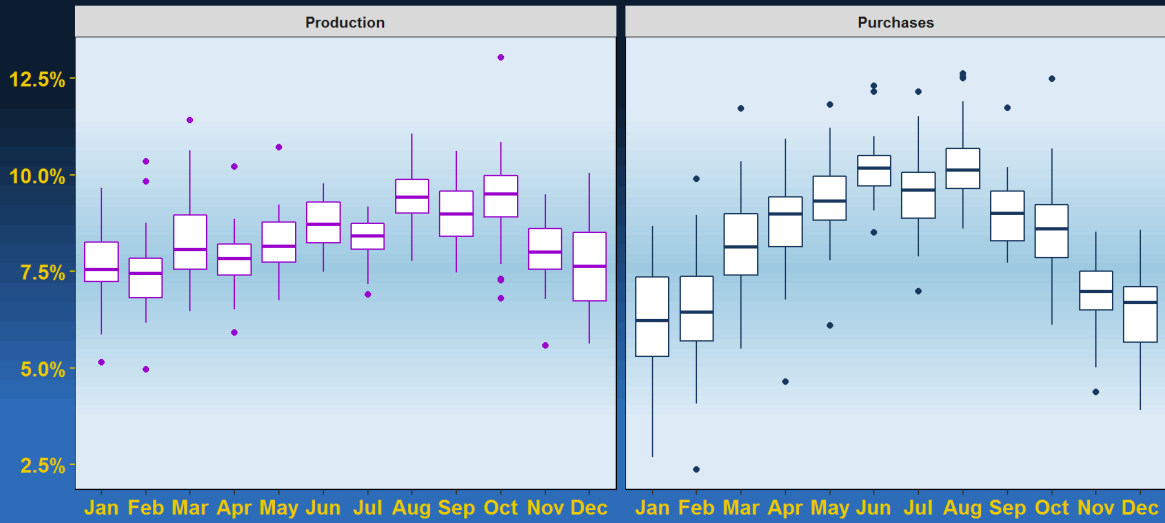 Production Purchases
12.5%
10.0%
7.5%
5.0%
2.5%
Jan Feb Mar Apr May Jun Jul Aug Sep Oct Nov Dec Jan Feb Mar Apr May Jun Jul Aug Sep Oct Nov Dec